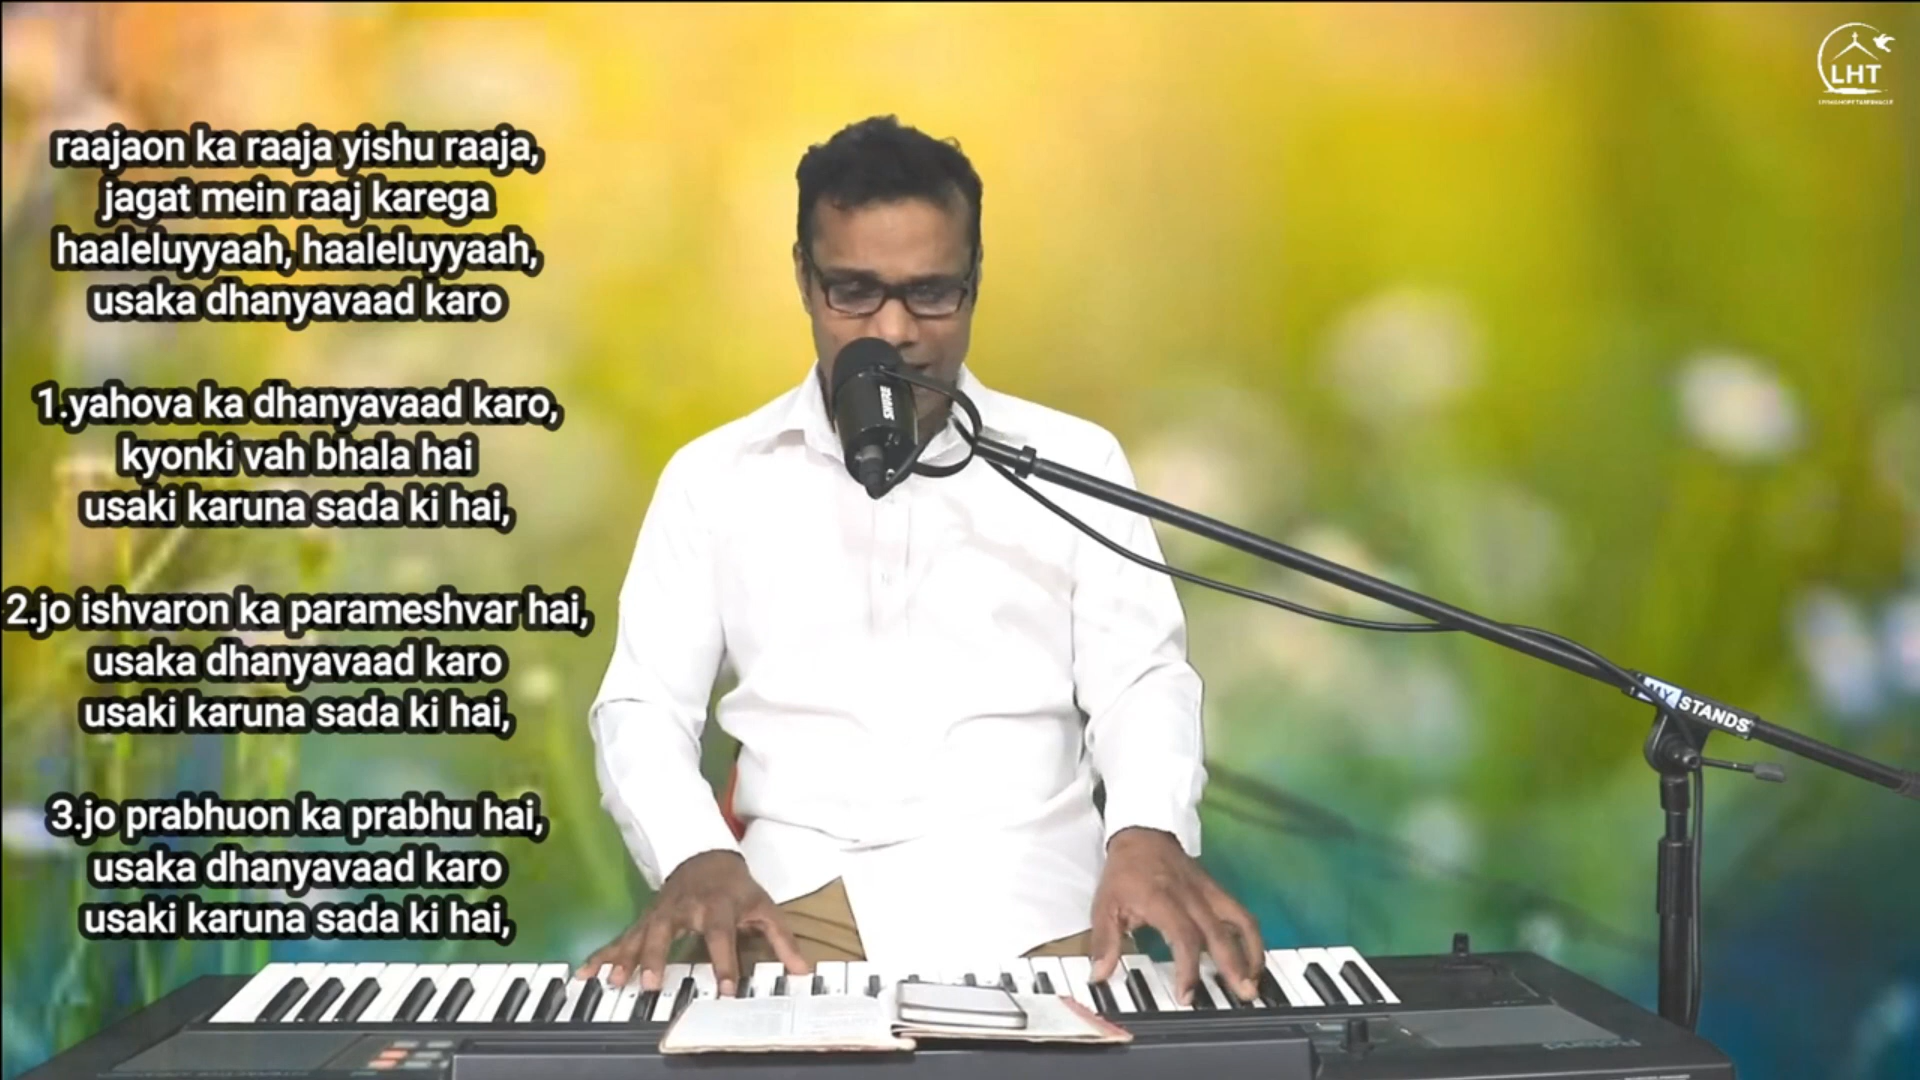 raajaon ka raaja yishu raaja,
jagat mein raaj karega
haaleluyyaah, haaleluyyaah,
usaka dhanyavaad karo
1.yahova ka dhanyavaad karo,
kyonki vah bhala hai
usaki karuna sada ki hai,
2.jo ishvaron ka parameshvar hai,
usaka dhanyavaad karo
usaki karuna sada ki hai,
3.jo prabhuon ka prabhu hai,
usaka dhanyavaad karo
usaki karuna sada ki hai,
LHT
SHURE
MY STANDS